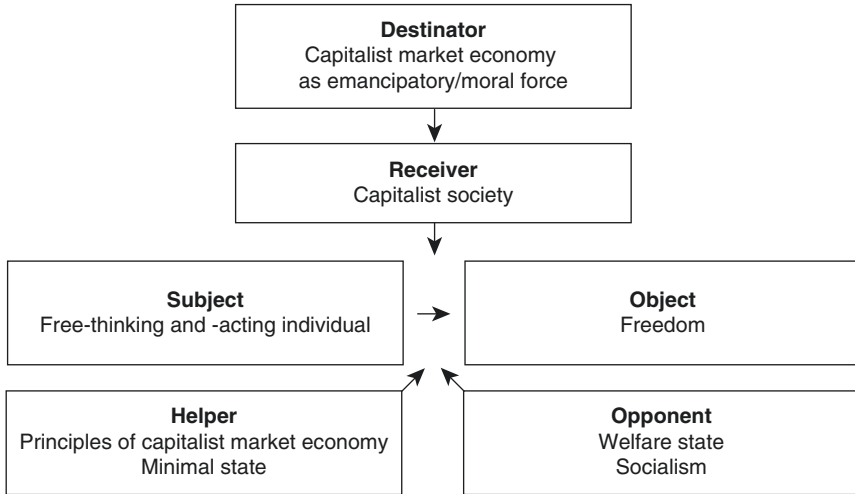 Destinator
Capitalist market economy
as emancipatory/moral force
Receiver
Capitalist society
Subject
Free-thinking and -acting individual
Object
Freedom
Helper
Principles of capitalist market economy
Minimal state
Opponent
Welfare state
Socialism